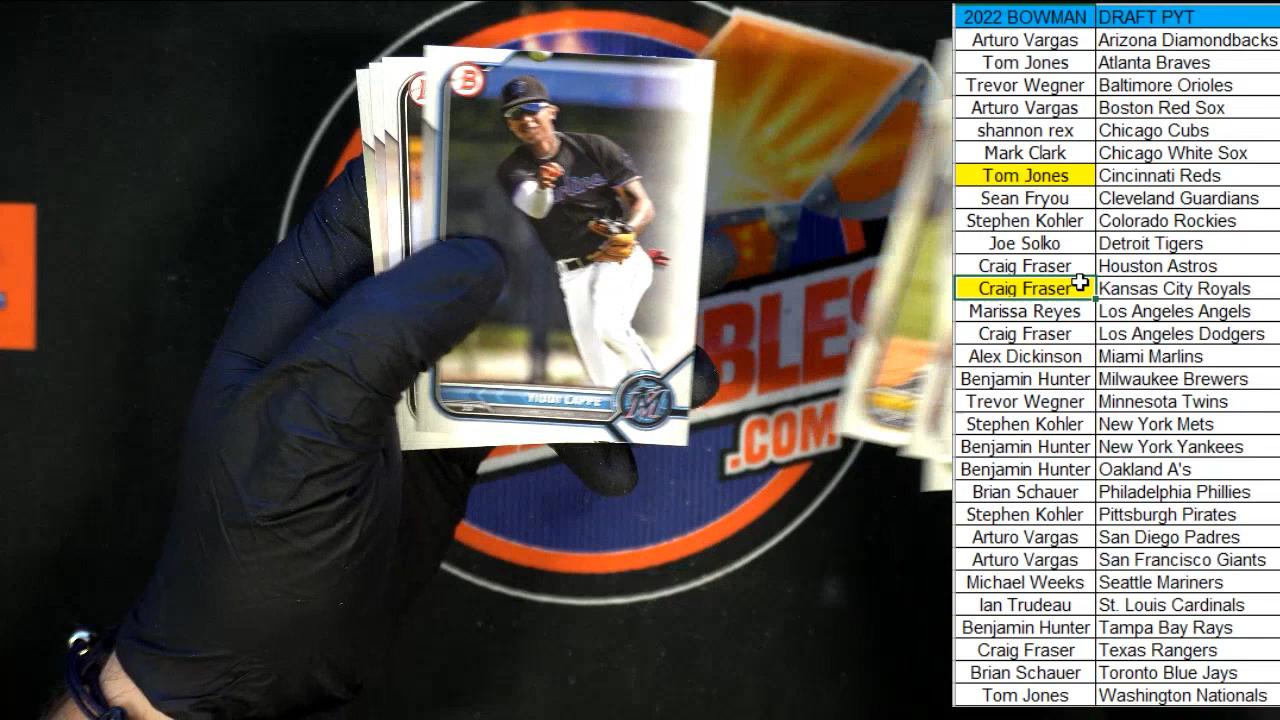 2022 BOWMAN DRAFT PYT
Arturo Vargas Arizona Diamondbacks
Tom Jones Atlanta Braves
Trevor Wegner Baltimore Orioles
Arturo Vargas Boston Red Sox
shannon rex Chicago Cubs
Mark Clark Chicago White Sox
Tom Jones Cincinnati Reds
Sean Fryou Cleveland Guardians
Stephen Kohler Colorado Rockies
Joe Solko Detroit Tigers
Craig Fraser Houston Astros
Craig Fraser Kansas City Royals
Marissa Reyes Los Angeles Angels
Craig Fraser Los Angeles Dodgers
Alex Dickinson Miami Marlins
Benjamin Hunter Milwaukee Brewers
Trevor Wegner Minnesota Twins
Stephen Kohler New York Mets
Benjamin Hunter New York Yankees
Benjamin Hunter Oakland A's
Brian Schauer Philadelphia Phillies
Stephen Kohler Pittsburgh Pirates
Arturo Vargas San Diego Padres
Arturo Vargas San Francisco Giants
Michael Weeks Seattle Mariners
Ian Trudeau St. Louis Cardinals
Benjamin Hunter Tampa Bay Rays
Craig Fraser Texas Rangers
Brian Schauer Toronto Blue Jays
Tom Jones Washington Nationals
B
M
BLES
.COM